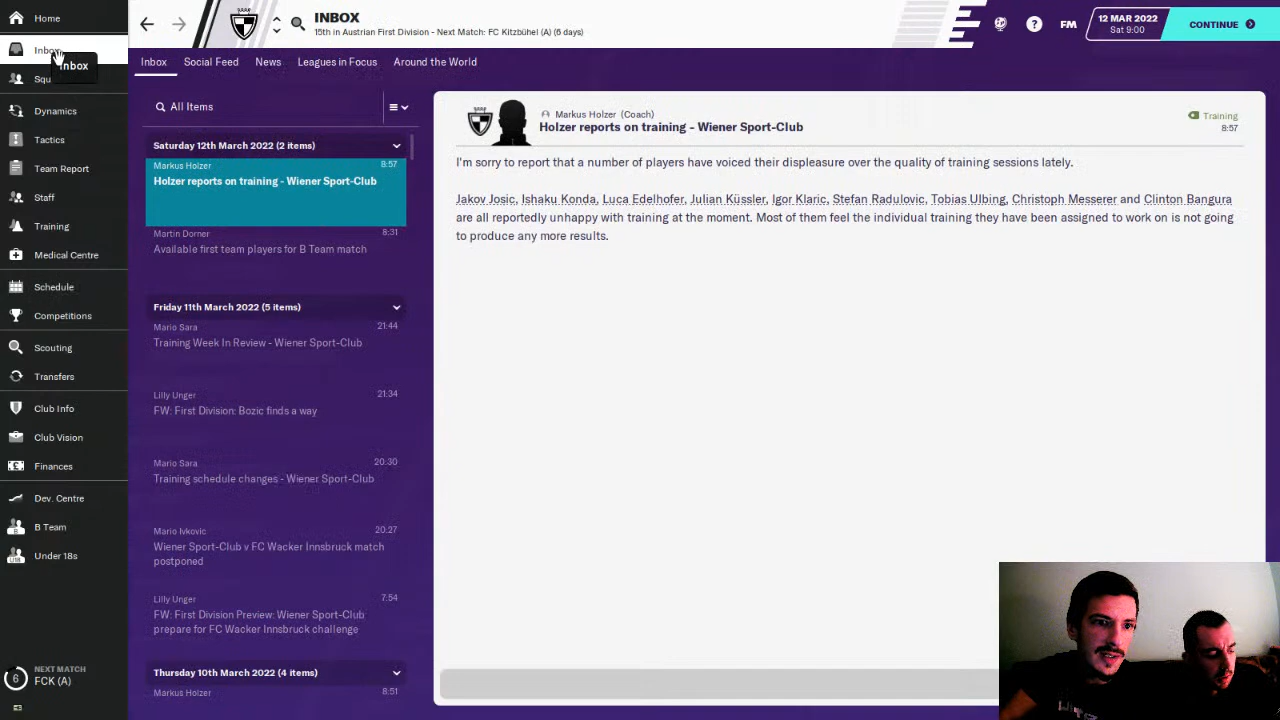 Home
Inbox
Squ
Inbox
Dynamics
Tactics
Team Report
Staff
Training
Medical Centre
Schedule
Competitions
Scouting
Transfers
Club Info
Club Vision
Finances
Dev. Centre
B Team
Under 18s
6
NEXT MATCH
FCK (A)
INBOX
15th in Austrian First Division - Next Match: FC Kitzbühel (A) (6 days)
? FM
12 MAR 2022
Sat 9:00
CONTINUE
Inbox Social Feed News Leagues in Focus Around the World
All Items
Saturday 12th March 2022 (2 items)
Markus Holzer 8:57
Holzer reports on training - Wiener Sport-Club
Martin Dorner 8:31
Available first team players for B Team match
Friday 11th March 2022 (5 items)
Mario Sara 21:44
Training Week In Review - Wiener Sport-Club
Lilly Unger 21:34
FW: First Division: Bozic finds a way
Mario Sara 20:30
Training schedule changes - Wiener Sport-Club
Mario Ivkovic 20:27
Wiener Sport-Club v FC Wacker Innsbruck match
postponed
Lilly Unger 7:54
FW: First Division Preview: Wiener Sport-Club
prepare for FC Wacker Innsbruck challenge
Thursday 10th March 2022 (4 items)
Markus Holzer 8:51
Markus Holzer (Coach)
Holzer reports on training - Wiener Sport-Club
Training
8:57
I'm sorry to report that a number of players have voiced their displeasure over the quality of training sessions lately.
Jakov Josic, Ishaku Konda, Luca Edelhofer, Julian Küssler, Igor Klaric, Stefan Radulovic, Tobias Ulbing, Christoph Messerer and Clinton Bangura
are all reportedly unhappy with training at the moment. Most of them feel the individual training they have been assigned to work on is not going
to produce any more results.